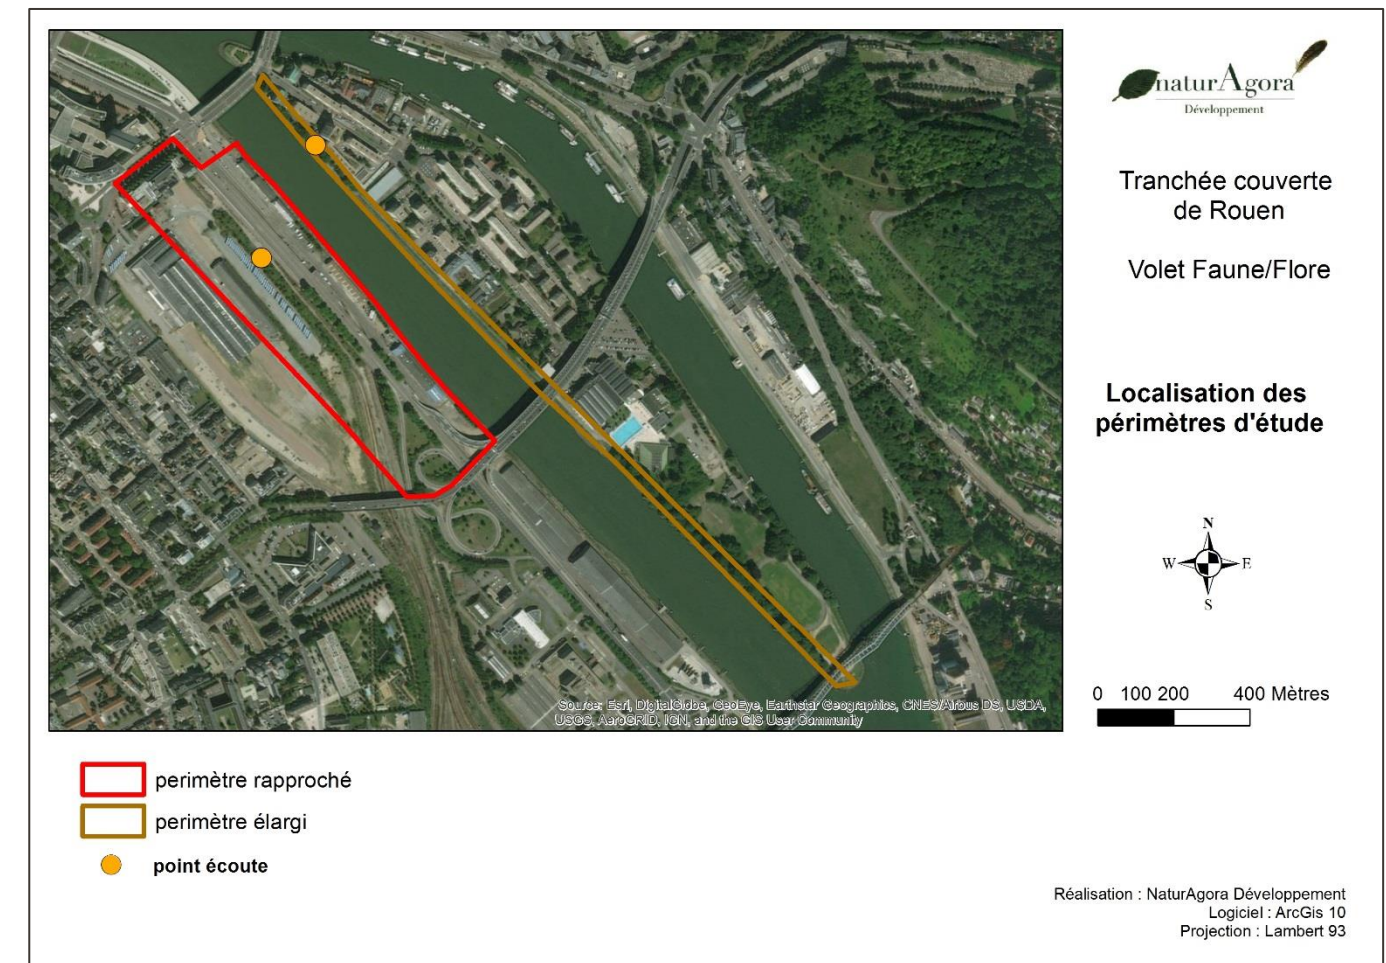 naturAgora
Développement
Tranchée couverte
de Rouen
Volet Faune/Flore
Localisation des
périmètres d'étude
N
W E
S
0 100 200 400 Mètres
Source: Esri, DigitalGlobe, GeoEye, Earthstar Geographics, CNES/Airbus DS, USDA,
USGS, AeroGRID, IGN, and the GIS User Community
perimètre rapproché
perimètre élargi
point écoute
Réalisation : NaturAgora Développement
Logiciel : ArcGis 10
Projection : Lambert 93